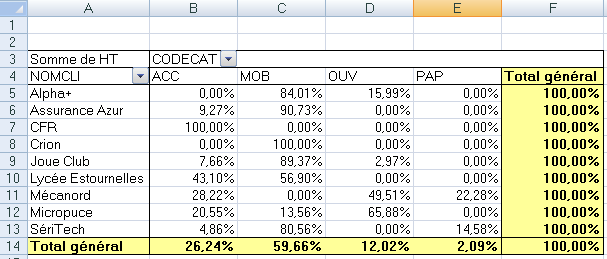 A B C D E F
1
2
3 Somme de HT CODECAT
4 NOMCLI ACC MOB OUV PAP Total général
5 Alpha+ 0,00% 84,01% 15,99% 0,00% 100,00%
6 Assurance Azur 9,27% 90,73% 0,00% 0,00% 100,00%
7 CFR 100,00% 0,00% 0,00% 0,00% 100,00%
8 Crion 0,00% 100,00% 0,00% 0,00% 100,00%
9 Joue Club 7,66% 89,37% 2,97% 0,00% 100,00%
10 Lycée Estournelles 43,10% 56,90% 0,00% 0,00% 100,00%
11 Mécanord 28,22% 0,00% 49,51% 22,28% 100,00%
12 Micropuce 20,55% 13,56% 65,88% 0,00% 100,00%
13 SériTech 4,86% 80,56% 0,00% 14,58% 100,00%
14 Total général 26,24% 59,66% 12,02% 2,09% 100,00%